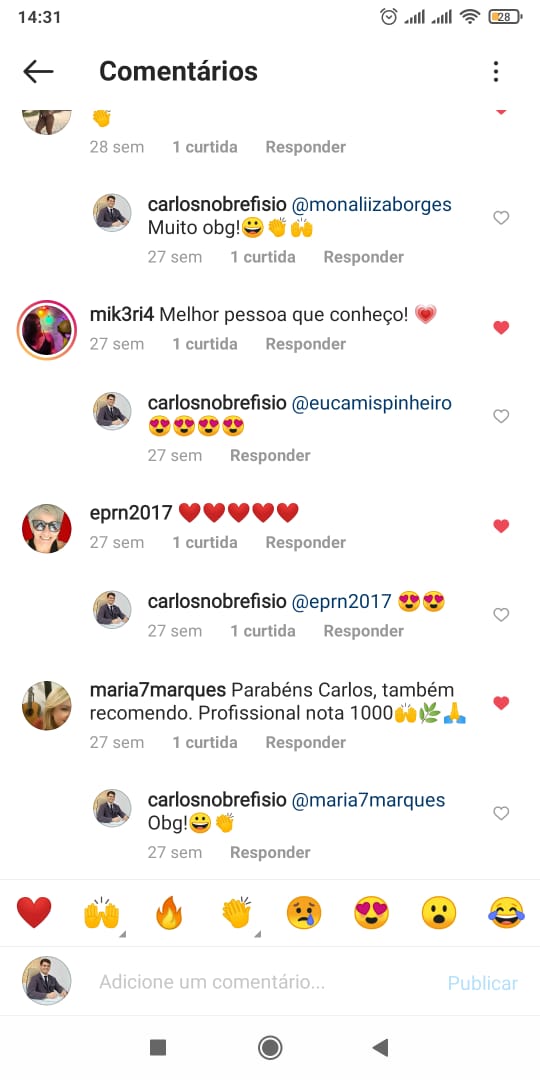 14:31
28
Comentários
👏
28 sem 1 curtida Responder
carlosnobrefisio @monaliizaborges
Muito obg!😀👏🙌
27 sem 1 curtida Responder
mik3ri4 Melhor pessoa que conheço! 💗
27 sem 1 curtida Responder
carlosnobrefisio @eucamispinheiro
😍😍😍😍
27 sem Responder
eprn2017 ❤️❤️❤️❤️❤️
27 sem 1 curtida Responder
carlosnobrefisio @eprn2017 😍😍
27 sem 1 curtida Responder
maria7marques Parabéns Carlos, também
recomendo. Profissional nota 1000🙌🌿🙏
27 sem 1 curtida Responder
carlosnobrefisio @maria7marques
Obg!😀👏
27 sem Responder
❤️🙌🔥👏😢😍😮😂
Adicione um comentário... Publicar